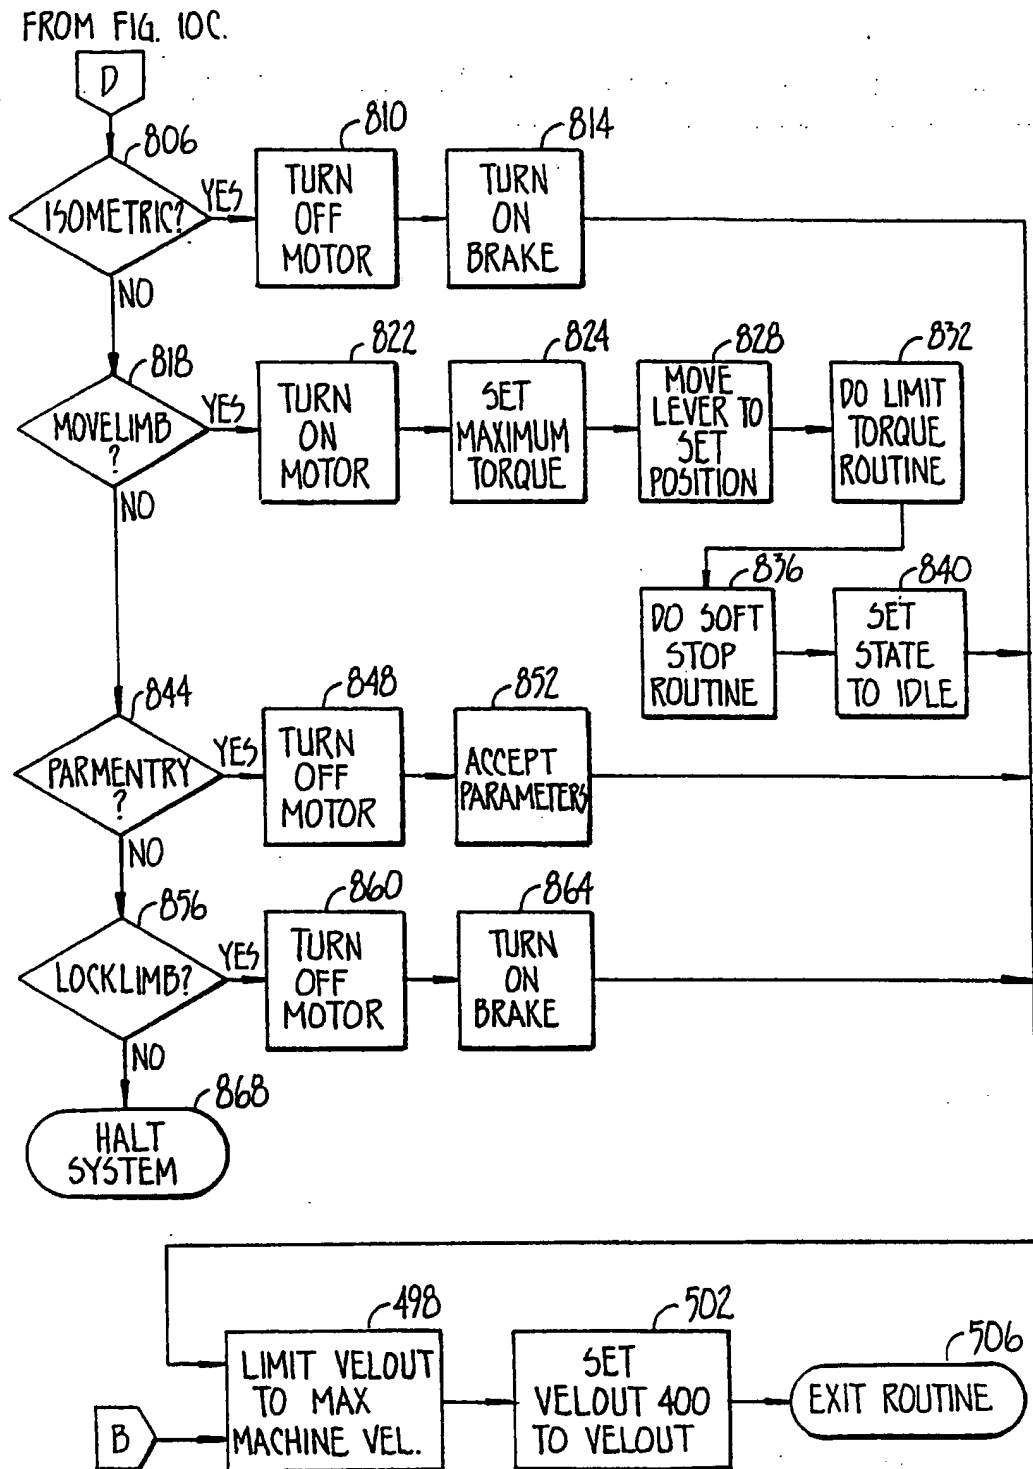 FROM FIG. 10C.
D
806
ISOMETRIC?
YES
NO
810
TURN
OFF
MOTOR
814
TURN
ON
BRAKE
818
MOVELIMB
?
YES
NO
822
TURN
ON
MOTOR
824
SET
MAXIMUM
TORQUE
828
MOVE
LEVER TO
SET
POSITION
832
DO LIMIT
TORQUE
ROUTINE
836
DO SOFT
STOP
ROUTINE
840
SET
STATE
TO IDLE
844
PARMENTRY
?
YES
NO
848
TURN
OFF
MOTOR
852
ACCEPT
PARAMETERS
856
LOCKLIMB?
YES
NO
860
TURN
OFF
MOTOR
864
TURN
ON
BRAKE
868
HALT
SYSTEM
B
498
LIMIT VELOUT
TO MAX
MACHINE VEL.
502
SET
VELOUT 400
TO VELOUT
506
EXIT ROUTINE